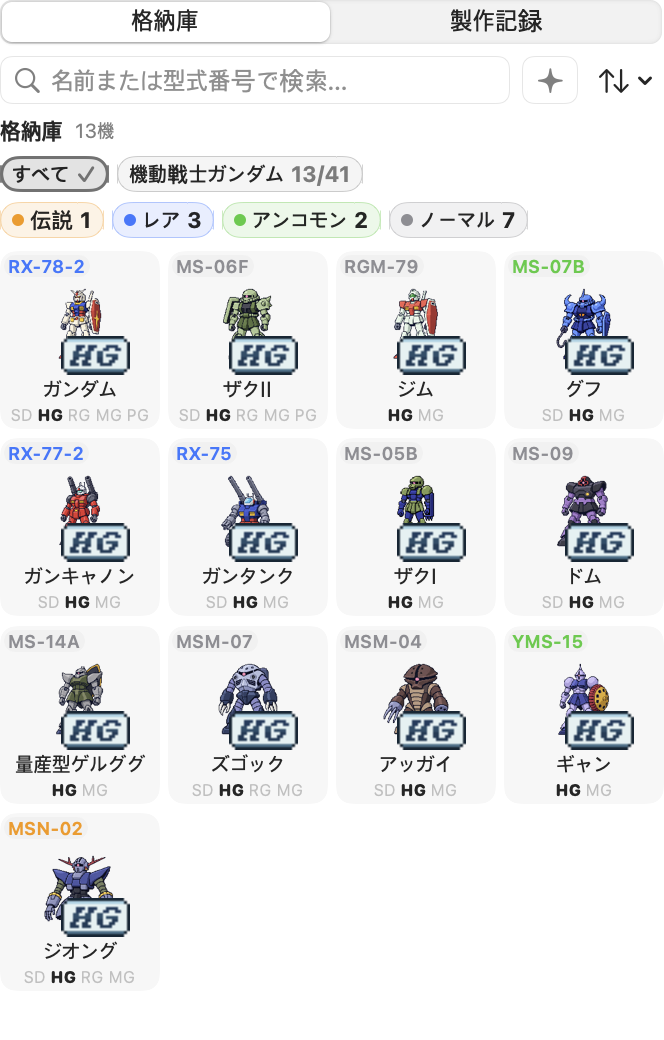 格納庫 製作記録
名前または型式番号で検索...
格納庫 13機
すべて ✓ 機動戦士ガンダム 13/41
伝説 1 レア 3 アンコモン 2 ノーマル 7
RX-78-2 MS-06F RGM-79 MS-07B
HG HG HG HG
ガンダム ザクII ジム グフ
SD HG RG MG PG SD HG RG MG PG HG MG SD HG MG
RX-77-2 RX-75 MS-05B MS-09
HG HG HG HG
ガンキャノン ガンタンク ザクI ドム
SD HG MG SD HG MG HG MG SD HG MG
MS-14A MSM-07 MSM-04 YMS-15
HG HG HG HG
量産型ゲルググ ズゴック アッガイ ギャン
HG MG SD HG RG MG SD HG MG HG MG
MSN-02
HG
ジオング
SD HG RG MG